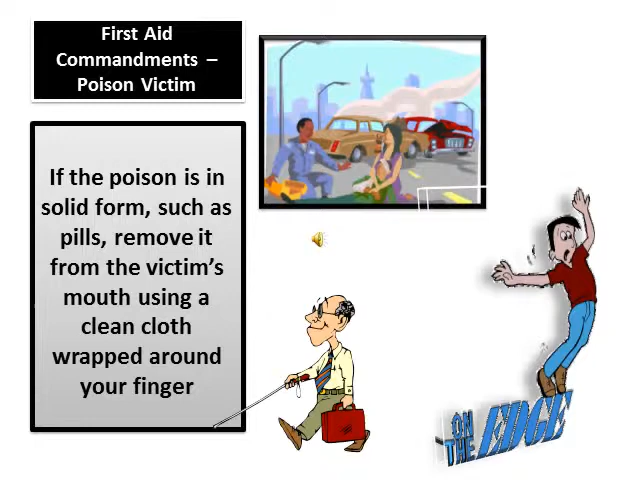 First Aid
Commandments –
Poison Victim
If the poison is in
solid form, such as
pills, remove it
from the victim's
mouth using a
clean cloth
wrapped around
your finger
ON
THE EDGE